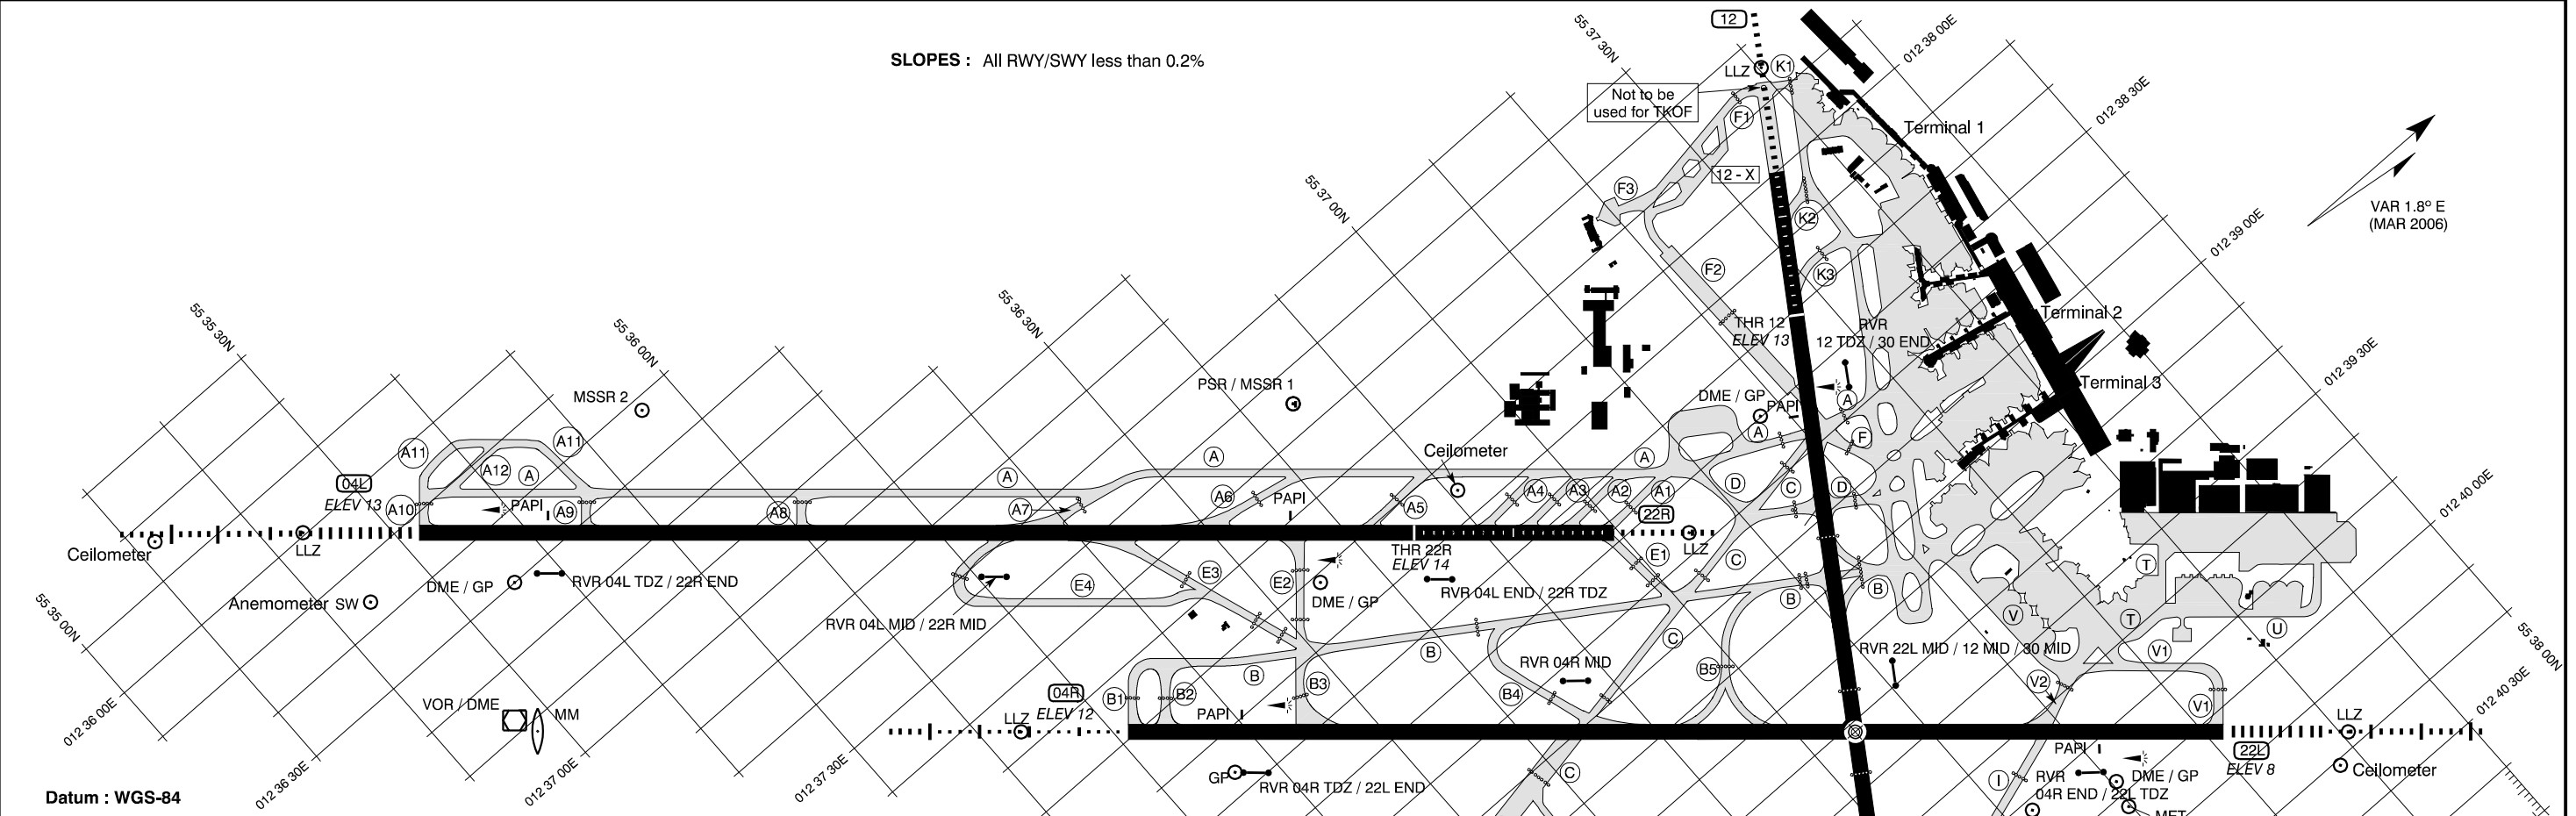 12
SLOPES : All RWY/SWY less than 0.2%
55 37 30N
012 38 00E
LLZ
K1
Not to be
used for TKOF
F1
Terminal 1
012 38 30E
12 - X
F3
K2
VAR 1.8º E
(MAR 2006)
55 37 00N
012 39 00E
F2
K3
55 35 30N
55 36 00N
55 36 30N
THR 12
ELEV 13
RVR
12 TDZ / 30 END
Terminal 2
012 39 30E
MSSR 2
PSR / MSSR 1
DME / GP
PAPI
A
Terminal 3
A11
A11
A
Ceilometer
A
A
F
A12
A
A
04L
ELEV 13
A10
PAPI
A9
A8
A7
A6
PAPI
A5
A4
A3
A2
A1
D
C
D
22R
012 40 00E
Ceilometer
LLZ
THR 22R
ELEV 14
E1
LLZ
C
DME / GP
RVR 04L TDZ / 22R END
E4
E3
E2
DME / GP
RVR 04L END / 22R TDZ
B
B
T
Anemometer SW
RVR 04L MID / 22R MID
55 35 00N
V
T
U
C
B
RVR 04R MID
B5
RVR 22L MID / 12 MID / 30 MID
V1
55 38 00N
B
B1
B2
B3
B4
V2
V1
04R
ELEV 12
LLZ
PAPI
VOR / DME
MM
012 36 00E
LLZ
012 40 30E
22L
ELEV 8
PAPI
GP
RVR 04R TDZ / 22L END
C
I
RVR
04R END / 22L TDZ
DME / GP
Ceilometer
MET
Datum : WGS-84
012 36 30E
012 37 00E
012 37 30E